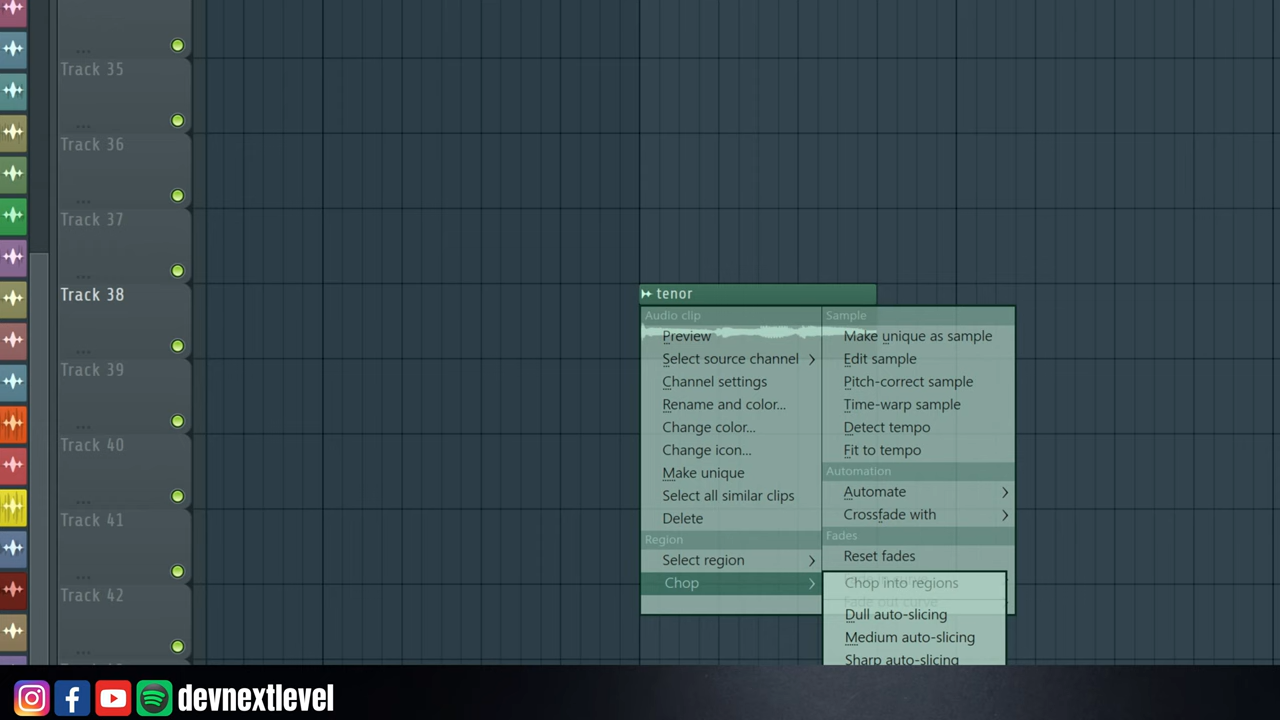 ...
Track 35
...
Track 36
...
Track 37
...
Track 38
...
Track 39
...
Track 40
...
Track 41
...
Track 42
...
tenor
Audio clip
Preview
Select source channel
Channel settings
Rename and color...
Change color...
Change icon...
Make unique
Select all similar clips
Delete
Region
Select region
Chop
Sample
Make unique as sample
Edit sample
Pitch-correct sample
Time-warp sample
Detect tempo
Fit to tempo
Automation
Automate
Crossfade with
Fades
Reset fades
Fade out curve
Chop into regions
Dull auto-slicing
Medium auto-slicing
Sharp auto-slicing
devnextlevel